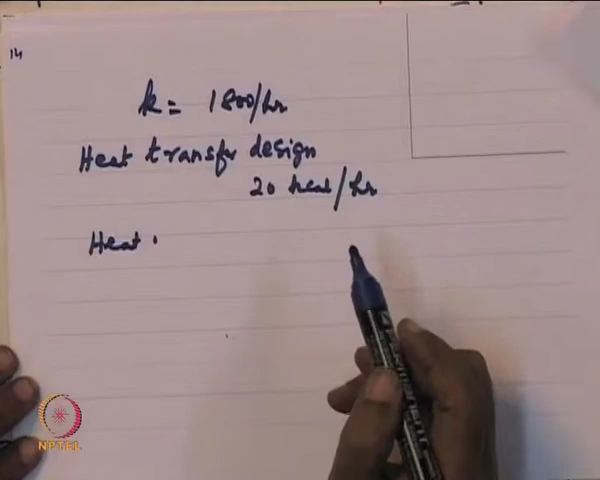 14
k = 1800/hr
Heat transfer design
20 kcal/hr
Heat
NPTEL